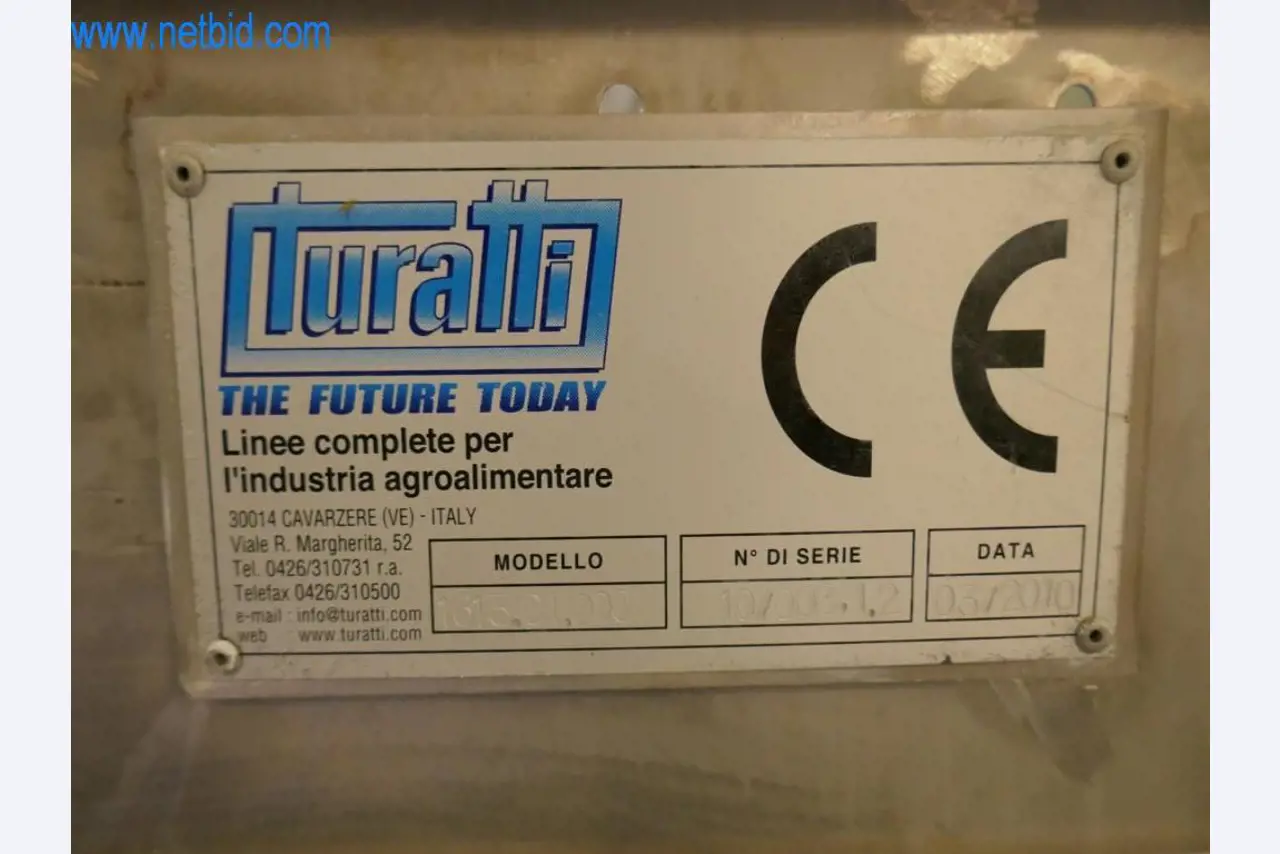 www.netbid.com
turatti
THE FUTURE TODAY
CE
Linee complete per
l'industria agroalimentare
30014 CAVARZERE (VE) - ITALY
Viale R. Margherita, 52
Tel. 0426/310731 r.a.
Telefax 0426/310500
e-mail : info@turatti.com
web www.turatti.com
MODELLO
N° DI SERIE
DATA
03/2010